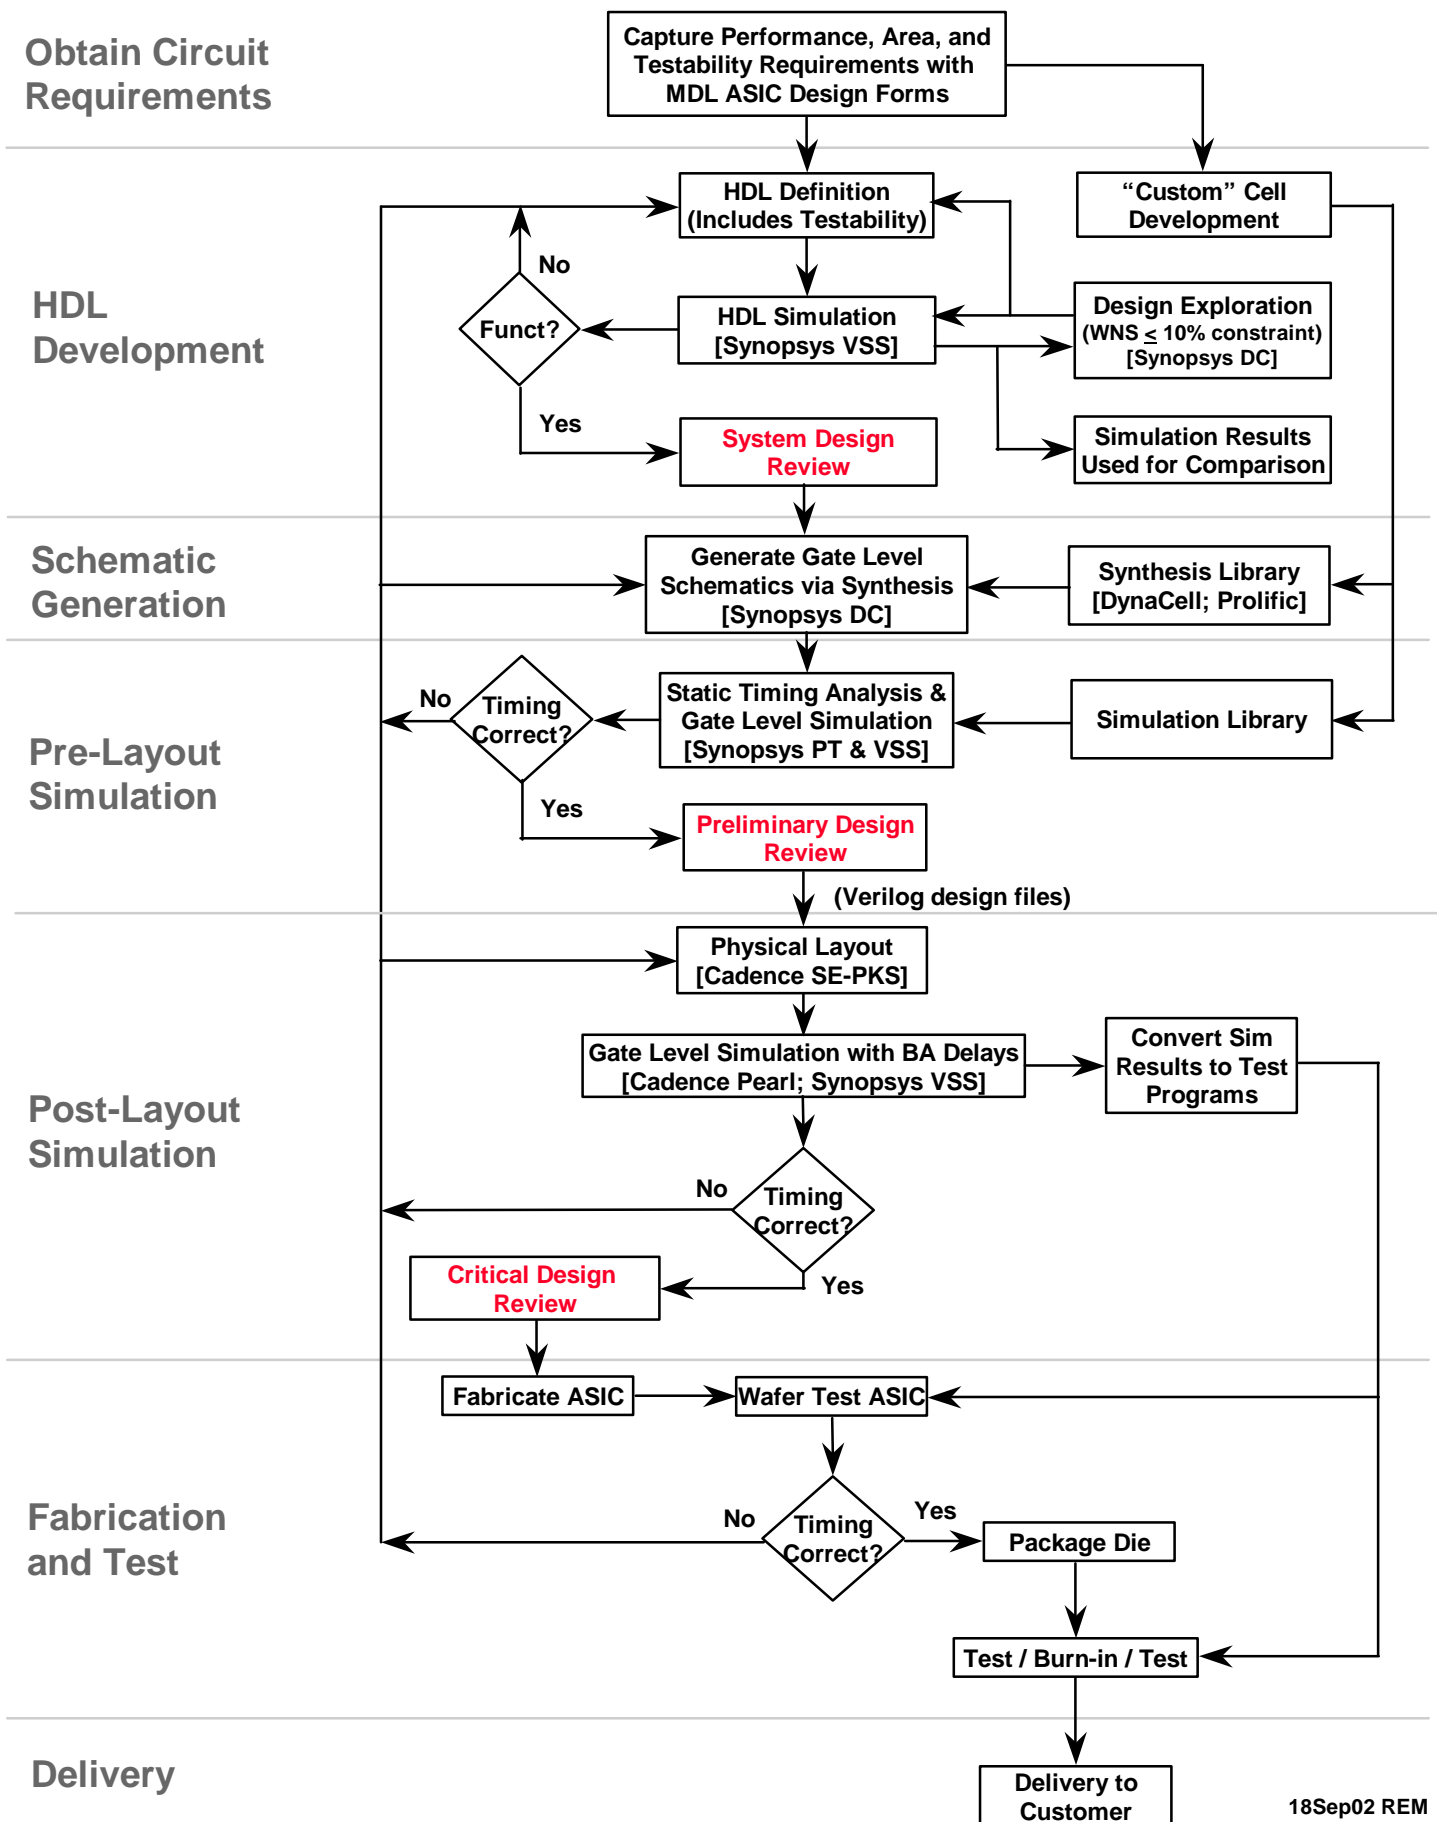 Obtain Circuit
Requirements
Capture Performance, Area, and
Testability Requirements with
MDL ASIC Design Forms
HDL
Development
HDL Definition
(Includes Testability)
“Custom” Cell
Development
No
Funct?
HDL Simulation
[Synopsys VSS]
Design Exploration
(WNS ≤ 10% constraint)
[Synopsys DC]
Yes
System Design
Review
Simulation Results
Used for Comparison
Schematic
Generation
Generate Gate Level
Schematics via Synthesis
[Synopsys DC]
Synthesis Library
[DynaCell; Prolific]
Pre-Layout
Simulation
No
Timing
Correct?
Static Timing Analysis &
Gate Level Simulation
[Synopsys PT & VSS]
Simulation Library
Yes
Preliminary Design
Review
(Verilog design files)
Post-Layout
Simulation
Physical Layout
[Cadence SE-PKS]
Gate Level Simulation with BA Delays
[Cadence Pearl; Synopsys VSS]
Convert Sim
Results to Test
Programs
No
Timing
Correct?
Yes
Critical Design
Review
Fabrication
and Test
Fabricate ASIC
Wafer Test ASIC
No
Timing
Correct?
Yes
Package Die
Test / Burn-in / Test
Delivery
Delivery to
Customer
18Sep02 REM